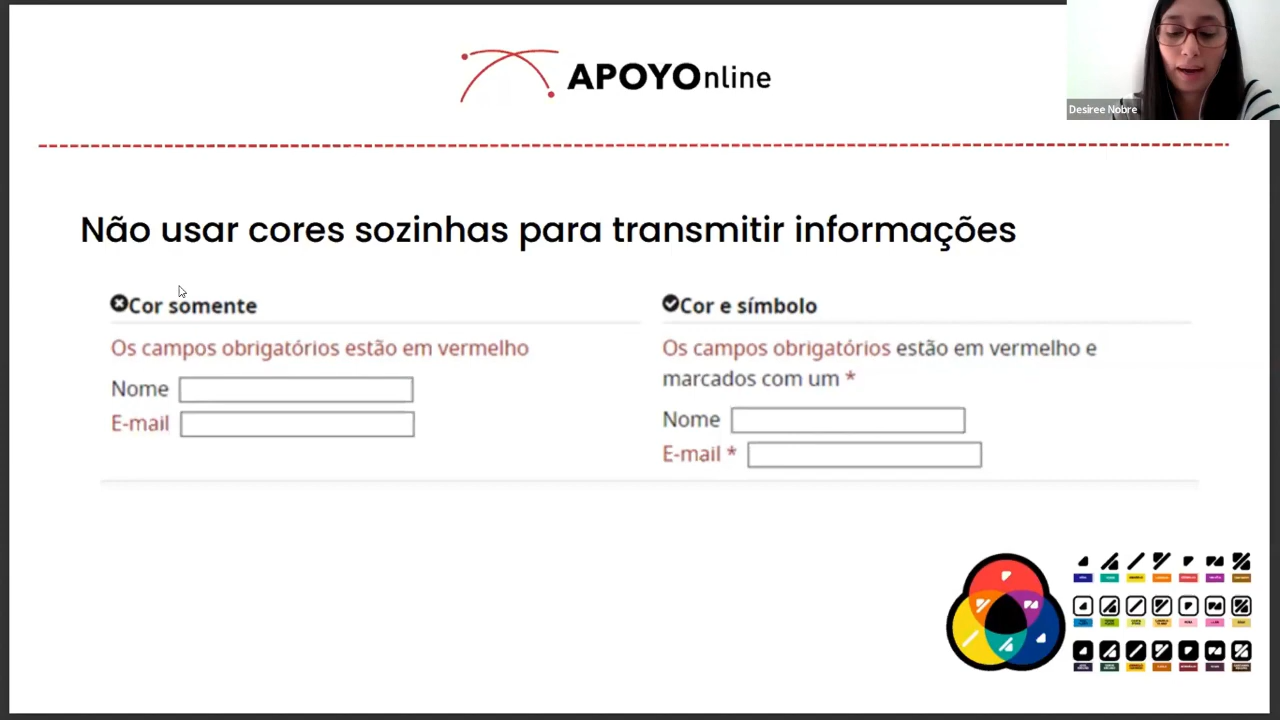 APOYOnline
Desiree Nobre
Não usar cores sozinhas para transmitir informações
Cor somente
Os campos obrigatórios estão em vermelho
Nome
E-mail
Cor e símbolo
Os campos obrigatórios estão em vermelho e
marcados com um *
Nome
E-mail *